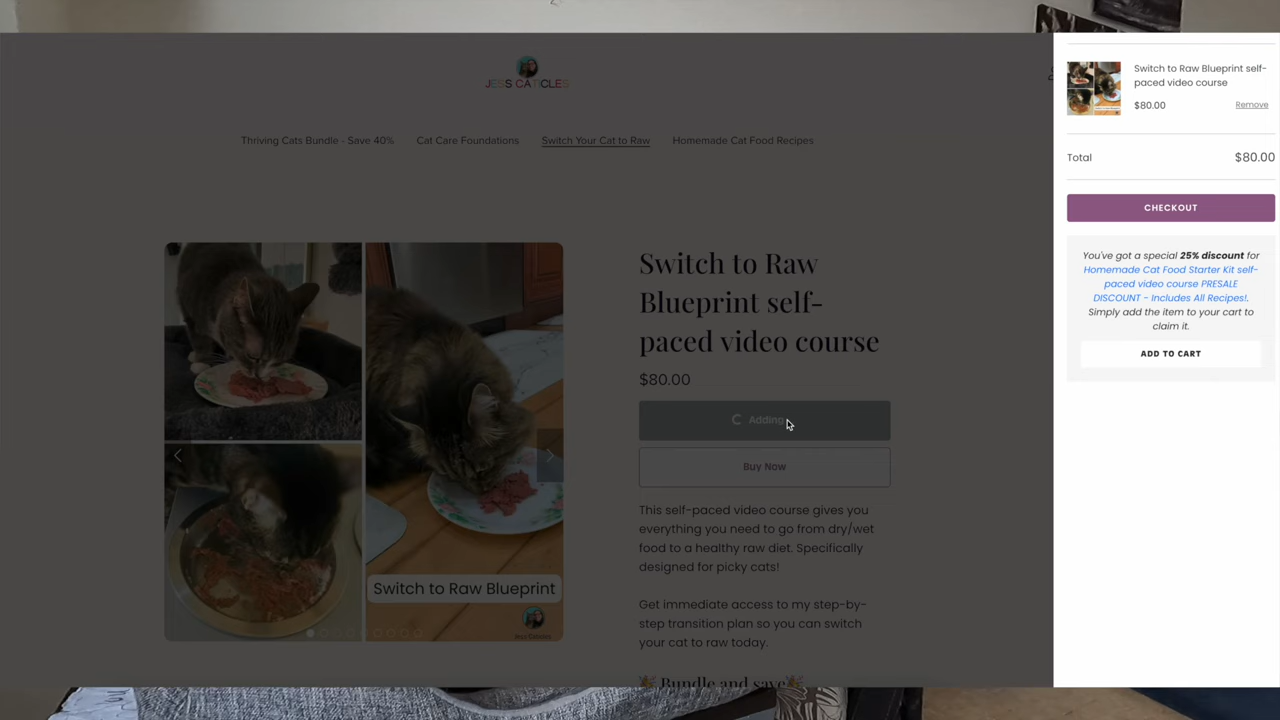 JESS CATICLES
Thriving Cats Bundle - Save 40%
Cat Care Foundations
Switch Your Cat to Raw
Homemade Cat Food Recipes
Switch to Raw Blueprint
Jess Caticles
Switch to Raw
Blueprint self-
paced video course
$80.00
Adding
Buy Now
This self-paced video course gives you
everything you need to go from dry/wet
food to a healthy raw diet. Specifically
designed for picky cats!
Get immediate access to my step-by-
step transition plan so you can switch
your cat to raw today.
Bundle and save
Switch to Raw Blueprint self-
paced video course
$80.00
Remove
Total
$80.00
CHECKOUT
You've got a special 25% discount for
Homemade Cat Food Starter Kit self-
paced video course PRESALE
DISCOUNT - Includes All Recipes!.
Simply add the item to your cart to
claim it.
ADD TO CART